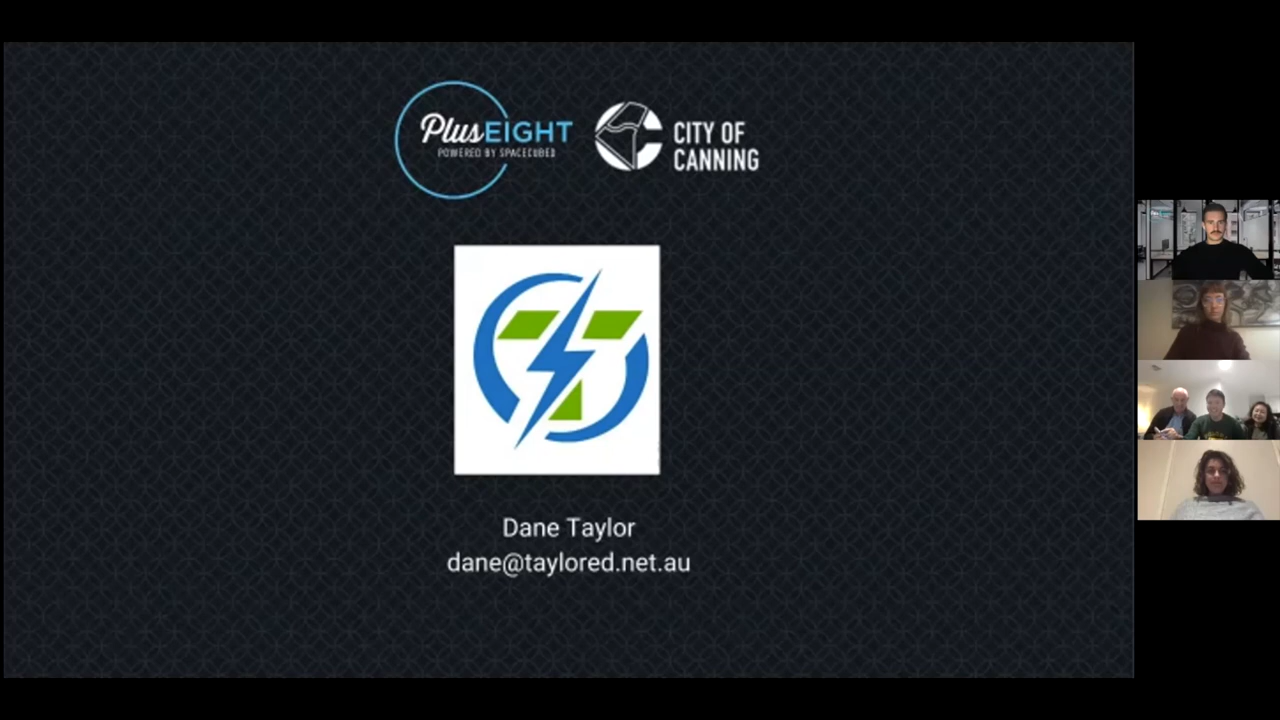 PlusEIGHT
POWERED BY SPACECUBED
CITY OF
CANNING
Dane Taylor
dane@taylored.net.au